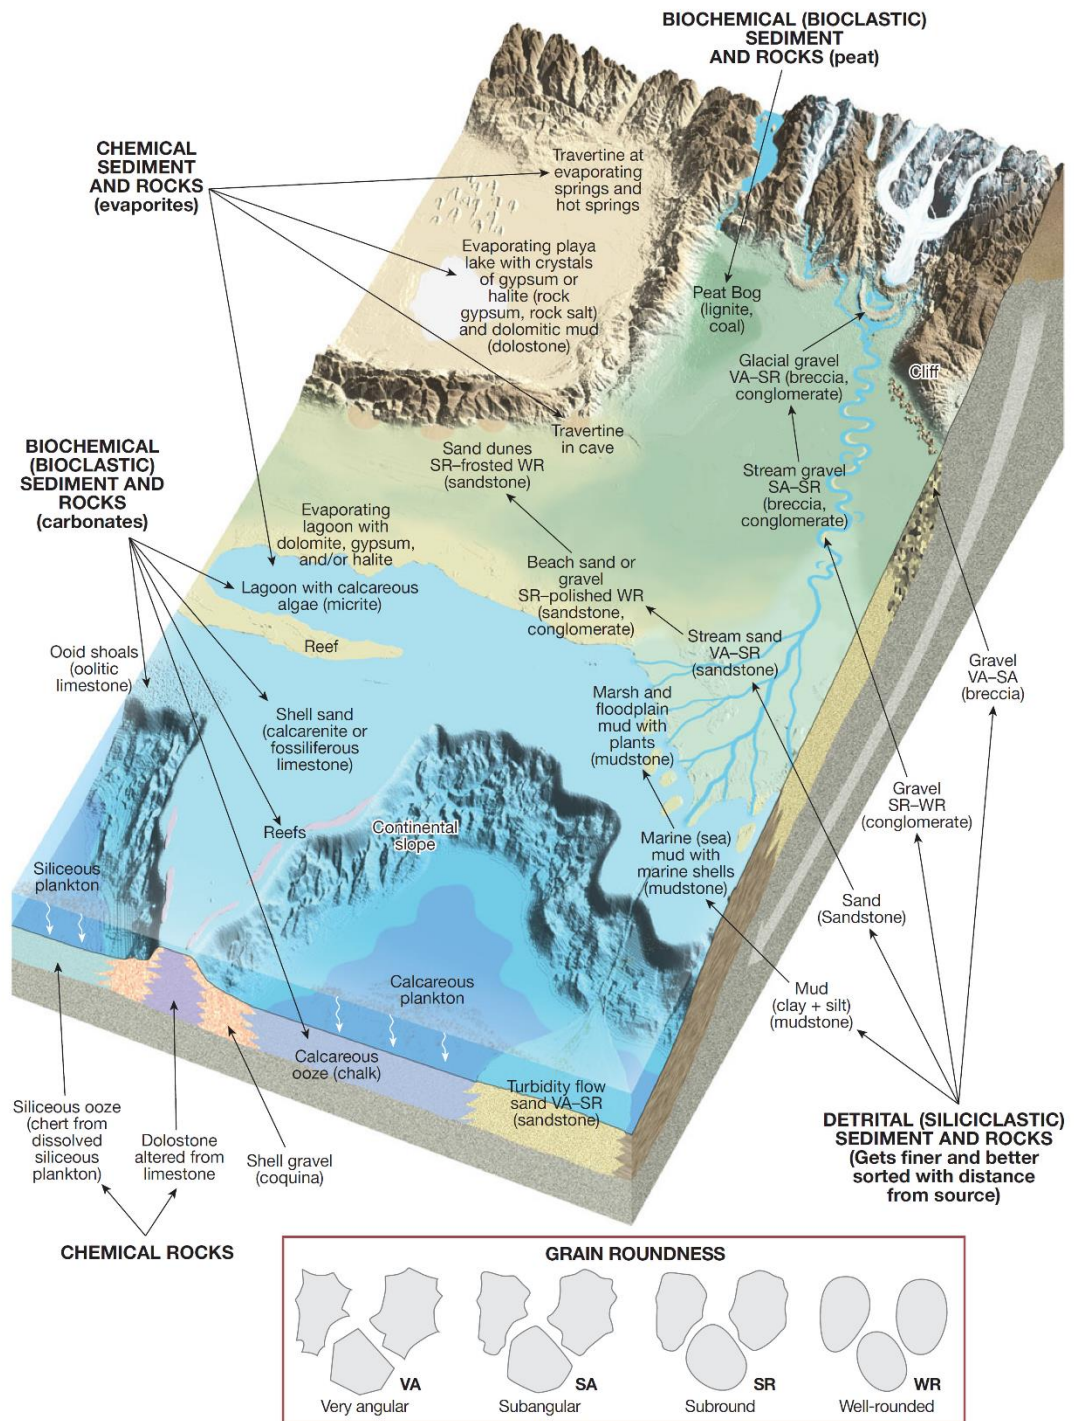 BIOCHEMICAL (BIOCLASTIC)
SEDIMENT
AND ROCKS (peat)
CHEMICAL
SEDIMENT
AND ROCKS
(evaporites)
Travertine at
evaporating
springs and
hot springs
Evaporating playa
lake with crystals
of gypsum or
halite (rock
gypsum, rock salt)
and dolomitic mud
(dolostone)
Peat Bog
(lignite,
coal)
Glacial gravel
VA–SR (breccia,
conglomerate)
Cliff
Travertine
in cave
BIOCHEMICAL
(BIOCLASTIC)
SEDIMENT AND
ROCKS
(carbonates)
Sand dunes
SR–frosted WR
(sandstone)
Stream gravel
SA–SR
(breccia,
conglomerate)
Evaporating
lagoon with
dolomite, gypsum,
and/or halite
Beach sand or
gravel
SR–polished WR
(sandstone,
conglomerate)
Lagoon with calcareous
algae (micrite)
Reef
Stream sand
VA–SR
(sandstone)
Ooid shoals
(oolitic
limestone)
Gravel
VA–SA
(breccia)
Shell sand
(calcarenite or
fossiliferous
limestone)
Marsh and
floodplain
mud with
plants
(mudstone)
Gravel
SR–WR
(conglomerate)
Reefs
Continental
slope
Marine (sea)
mud with
marine shells
(mudstone)
Siliceous
plankton
Sand
(Sandstone)
Calcareous
plankton
Mud
(clay + silt)
(mudstone)
Calcareous
ooze (chalk)
Turbidity flow
sand VA–SR
(sandstone)
Siliceous ooze
(chert from
dissolved
siliceous
plankton)
Dolostone
altered from
limestone
Shell gravel
(coquina)
DETRITAL (SILICICLASTIC)
SEDIMENT AND ROCKS
(Gets finer and better
sorted with distance
from source)
CHEMICAL ROCKS
GRAIN ROUNDNESS
VA
Very angular
SA
Subangular
SR
Subround
WR
Well-rounded